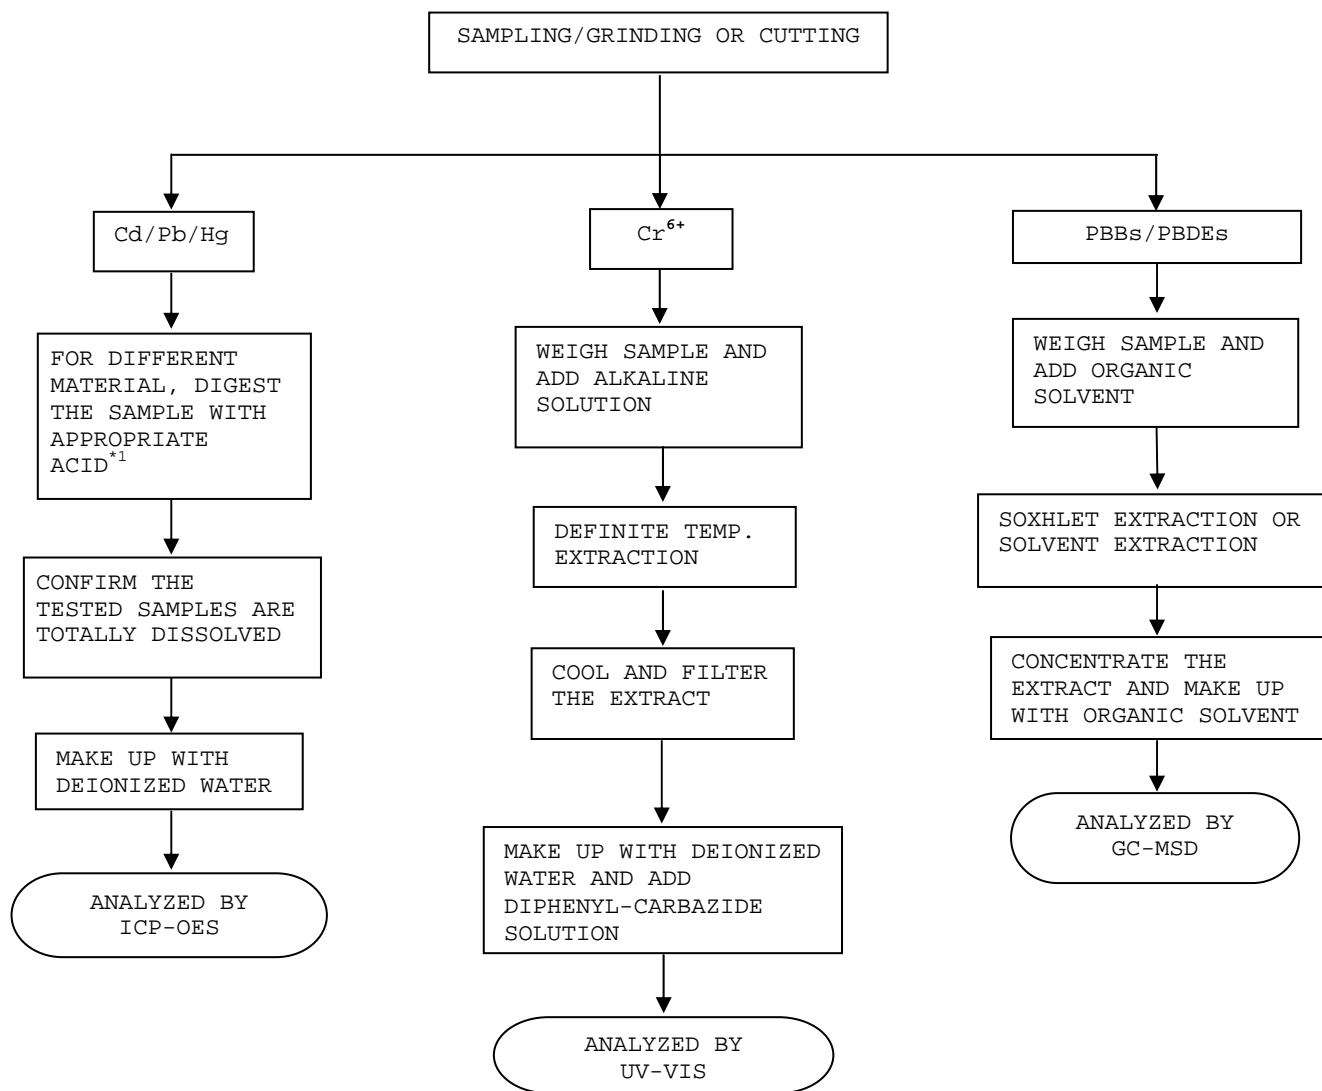 SAMPLING/GRINDING OR CUTTING
Cd/Pb/Hg
FOR DIFFERENT
MATERIAL, DIGEST
THE SAMPLE WITH
APPROPRIATE
ACID*1
CONFIRM THE
TESTED SAMPLES ARE
TOTALLY DISSOLVED
MAKE UP WITH
DEIONIZED WATER
ANALYZED BY
ICP-OES
Cr6+
WEIGH SAMPLE AND
ADD ALKALINE
SOLUTION
DEFINITE TEMP.
EXTRACTION
COOL AND FILTER
THE EXTRACT
MAKE UP WITH DEIONIZED
WATER AND ADD
DIPHENYL-CARBAZIDE
SOLUTION
ANALYZED BY
UV-VIS
PBBs/PBDEs
WEIGH SAMPLE AND
ADD ORGANIC
SOLVENT
SOXHLET EXTRACTION OR
SOLVENT EXTRACTION
CONCENTRATE THE
EXTRACT AND MAKE UP
WITH ORGANIC SOLVENT
ANALYZED BY
GC-MSD